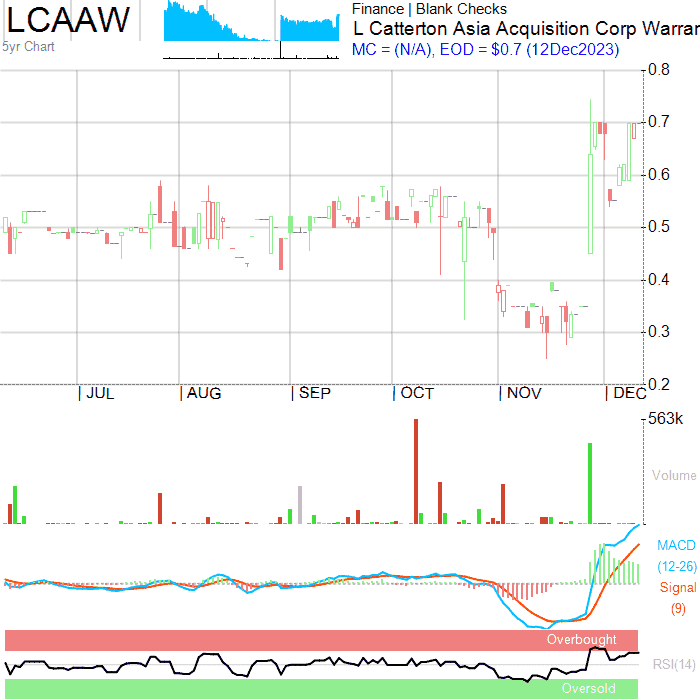 LCAAW
5yr Chart
Finance | Blank Checks
L Catterton Asia Acquisition Corp Warrar
MC = (N/A), EOD = $0.7 (12Dec2023)
0.8
0.7
0.6
0.5
0.4
0.3
0.2
JUL AUG SEP OCT NOV DEC
563k
Volume
MACD
(12-26)
Signal
(9)
Overbought
RSI(14)
Oversold